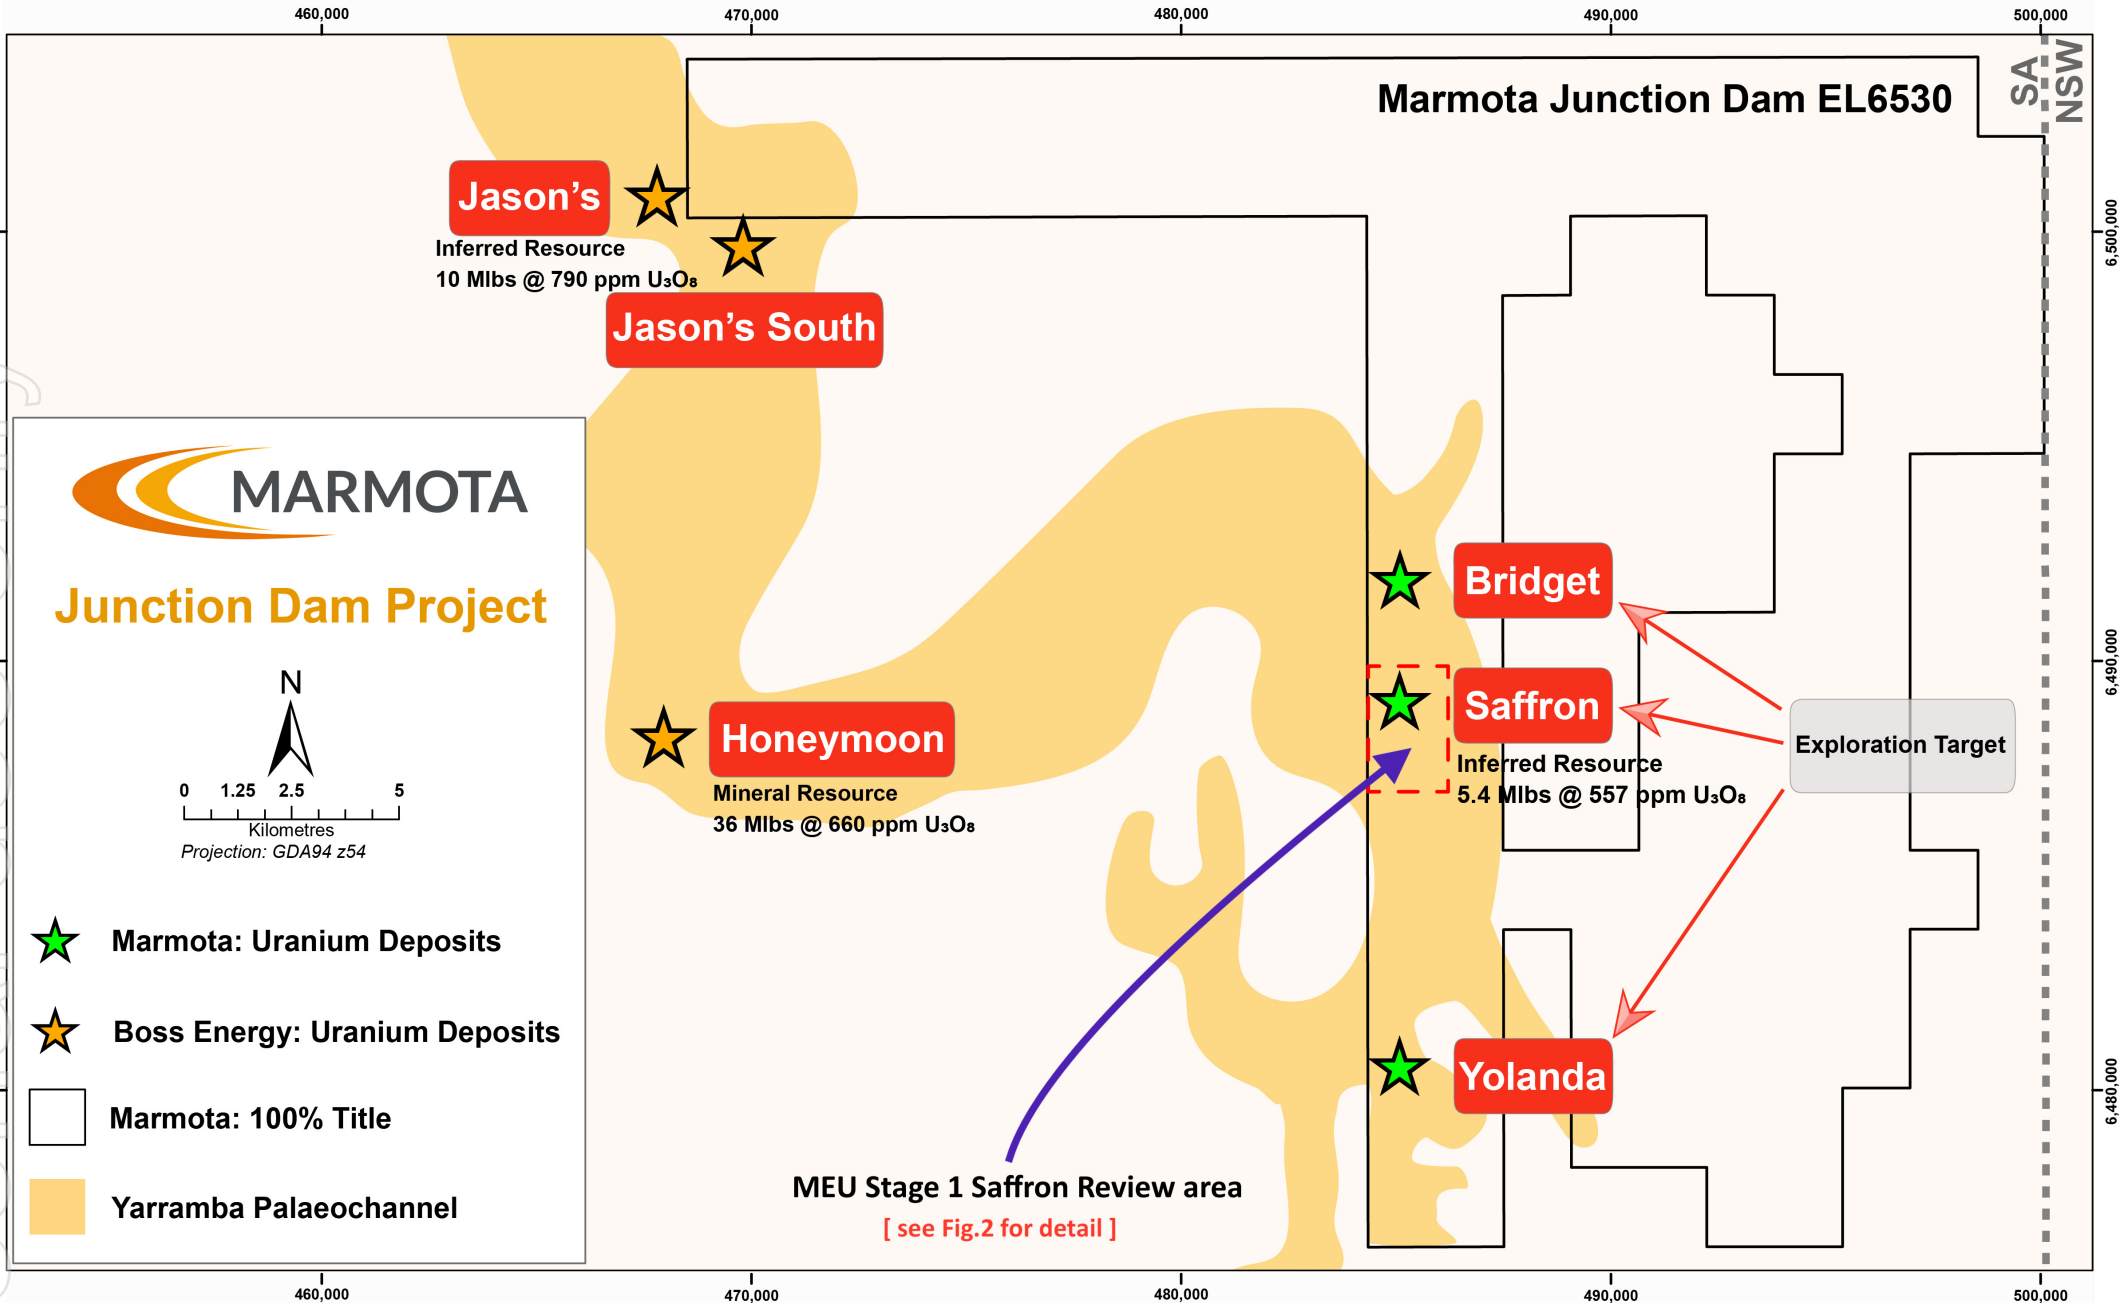 460,000
470,000
480,000
490,000
500,000
SA
NSW
Marmota Junction Dam EL6530
Jason’s
Inferred Resource
10 Mlbs @ 790 ppm U₃O₈
Jason’s South
6,500,000
MARMOTA
Junction Dam Project
N
0 1.25 2.5 5
Kilometres
Projection: GDA94 z54
Marmota: Uranium Deposits
Boss Energy: Uranium Deposits
Marmota: 100% Title
Yarramba Palaeochannel
Bridget
6,490,000
Saffron
Inferred Resource
5.4 Mlbs @ 557 ppm U₃O₈
Exploration Target
Honeymoon
Mineral Resource
36 Mlbs @ 660 ppm U₃O₈
Yolanda
6,480,000
MEU Stage 1 Saffron Review area
[ see Fig.2 for detail ]
460,000
470,000
480,000
490,000
500,000